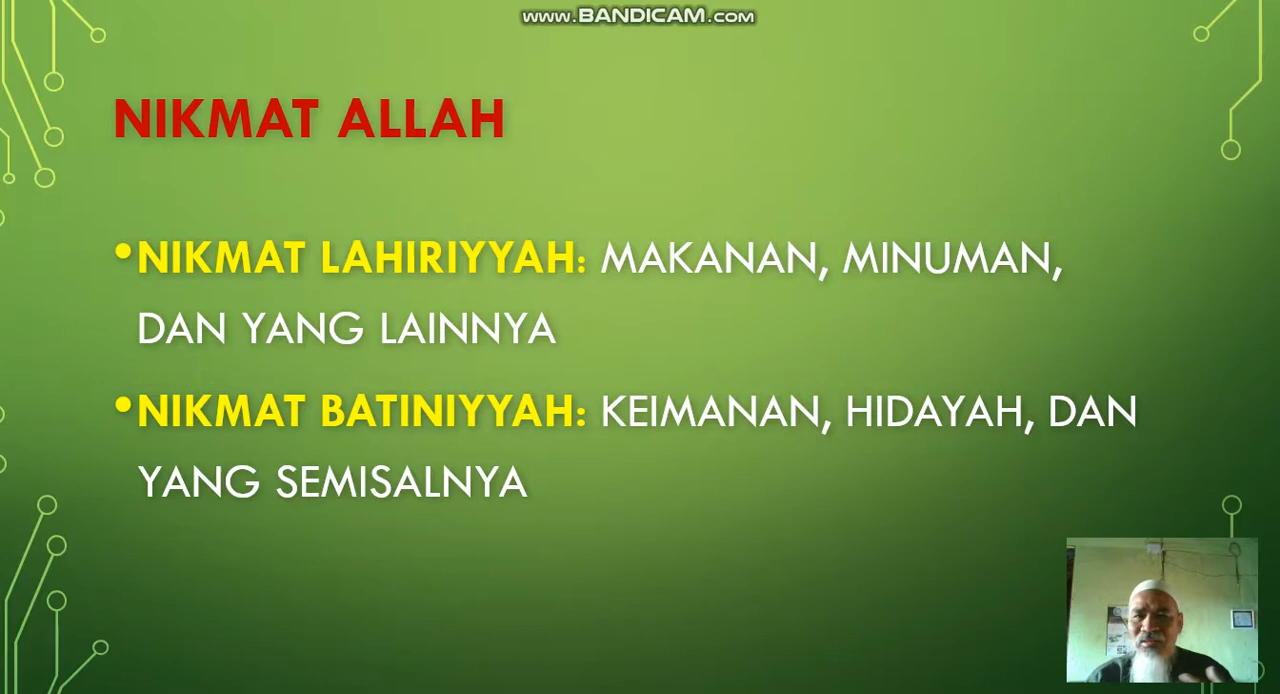 WWW.BANDICAM.COM
NIKMAT ALLAH
•NIKMAT LAHIRIYYAH: MAKANAN, MINUMAN,
DAN YANG LAINNYA
•NIKMAT BATINIYYAH: KEIMANAN, HIDAYAH, DAN
YANG SEMISALNYA